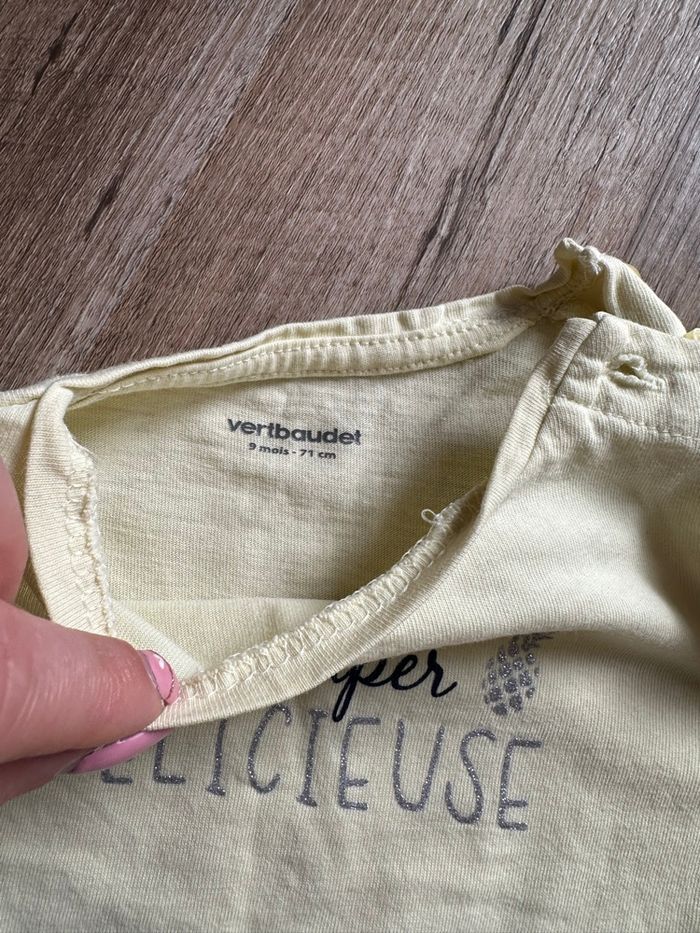 vertbaudet
9 mois - 71 cm
per
ELICIEUSE